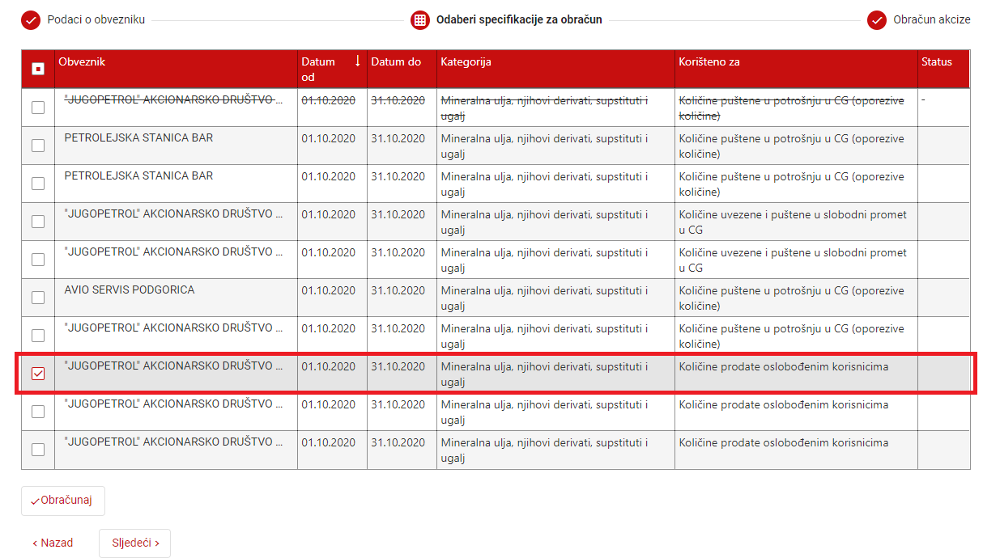 Podaci o obvezniku
Odaberi specifikacije za obračun
Obračun akcize
Obveznik
Datum od
Datum do
Kategorija
Korišteno za
Status
"JUGOPETROL" AKCIONARSKO DRUŠTVO ...
01.10.2020
31.10.2020
Mineralna ulja, njihovi derivati, supstituti i
ugalj
Količine puštene u potrošnju u CG (oporezive
količine)
-
PETROLEJSKA STANICA BAR
01.10.2020
31.10.2020
Mineralna ulja, njihovi derivati, supstituti i
ugalj
Količine puštene u potrošnju u CG (oporezive
količine)
PETROLEJSKA STANICA BAR
01.10.2020
31.10.2020
Mineralna ulja, njihovi derivati, supstituti i
ugalj
Količine puštene u potrošnju u CG (oporezive
količine)
"JUGOPETROL" AKCIONARSKO DRUŠTVO ...
01.10.2020
31.10.2020
Mineralna ulja, njihovi derivati, supstituti i
ugalj
Količine uvezene i puštene u slobodni promet
u CG
"JUGOPETROL" AKCIONARSKO DRUŠTVO ...
01.10.2020
31.10.2020
Mineralna ulja, njihovi derivati, supstituti i
ugalj
Količine uvezene i puštene u slobodni promet
u CG
AVIO SERVIS PODGORICA
01.10.2020
31.10.2020
Mineralna ulja, njihovi derivati, supstituti i
ugalj
Količine puštene u potrošnju u CG (oporezive
količine)
"JUGOPETROL" AKCIONARSKO DRUŠTVO ...
01.10.2020
31.10.2020
Mineralna ulja, njihovi derivati, supstituti i
ugalj
Količine puštene u potrošnju u CG (oporezive
količine)
"JUGOPETROL" AKCIONARSKO DRUŠTVO ...
01.10.2020
31.10.2020
Mineralna ulja, njihovi derivati, supstituti i
ugalj
Količine prodate oslobođenim korisnicima
"JUGOPETROL" AKCIONARSKO DRUŠTVO ...
01.10.2020
31.10.2020
Mineralna ulja, njihovi derivati, supstituti i
ugalj
Količine prodate oslobođenim korisnicima
"JUGOPETROL" AKCIONARSKO DRUŠTVO ...
01.10.2020
31.10.2020
Mineralna ulja, njihovi derivati, supstituti i
ugalj
Količine prodate oslobođenim korisnicima
Obračunaj
‹ Nazad
Sljedeći ›